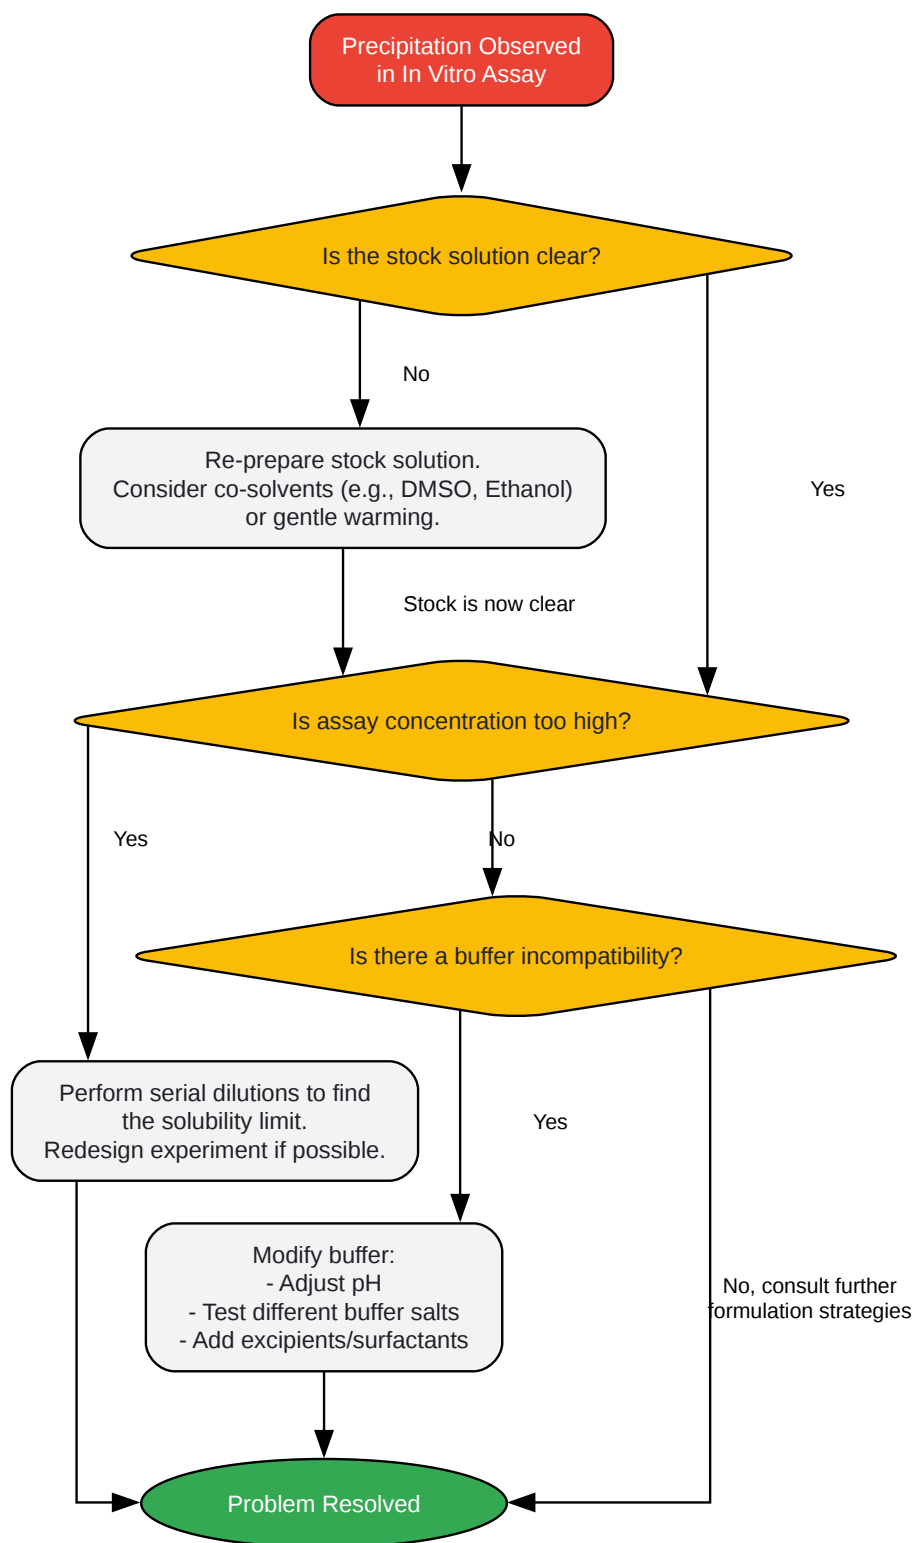 Precipitation Observed
in In Vitro Assay
Is the stock solution clear?
No
Re-prepare stock solution.
Consider co-solvents (e.g., DMSO, Ethanol)
or gentle warming.
Yes
Stock is now clear
Is assay concentration too high?
Yes
No
Is there a buffer incompatibility?
Perform serial dilutions to find
the solubility limit.
Redesign experiment if possible.
Yes
Modify buffer:
- Adjust pH
- Test different buffer salts
- Add excipients/surfactants
No, consult further
formulation strategies
Problem Resolved